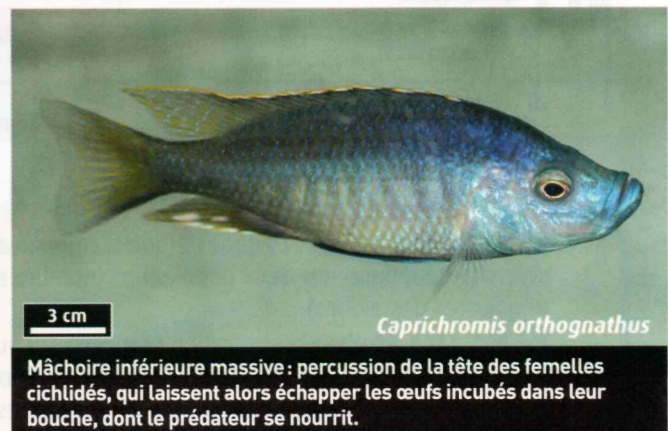 3 cm
Caprichromis orthognathus
Mâchoire inférieure massive : percussion de la tête des femelles
cichlidés, qui laissent alors échapper les œufs incubés dans leur
bouche, dont le prédateur se nourrit.